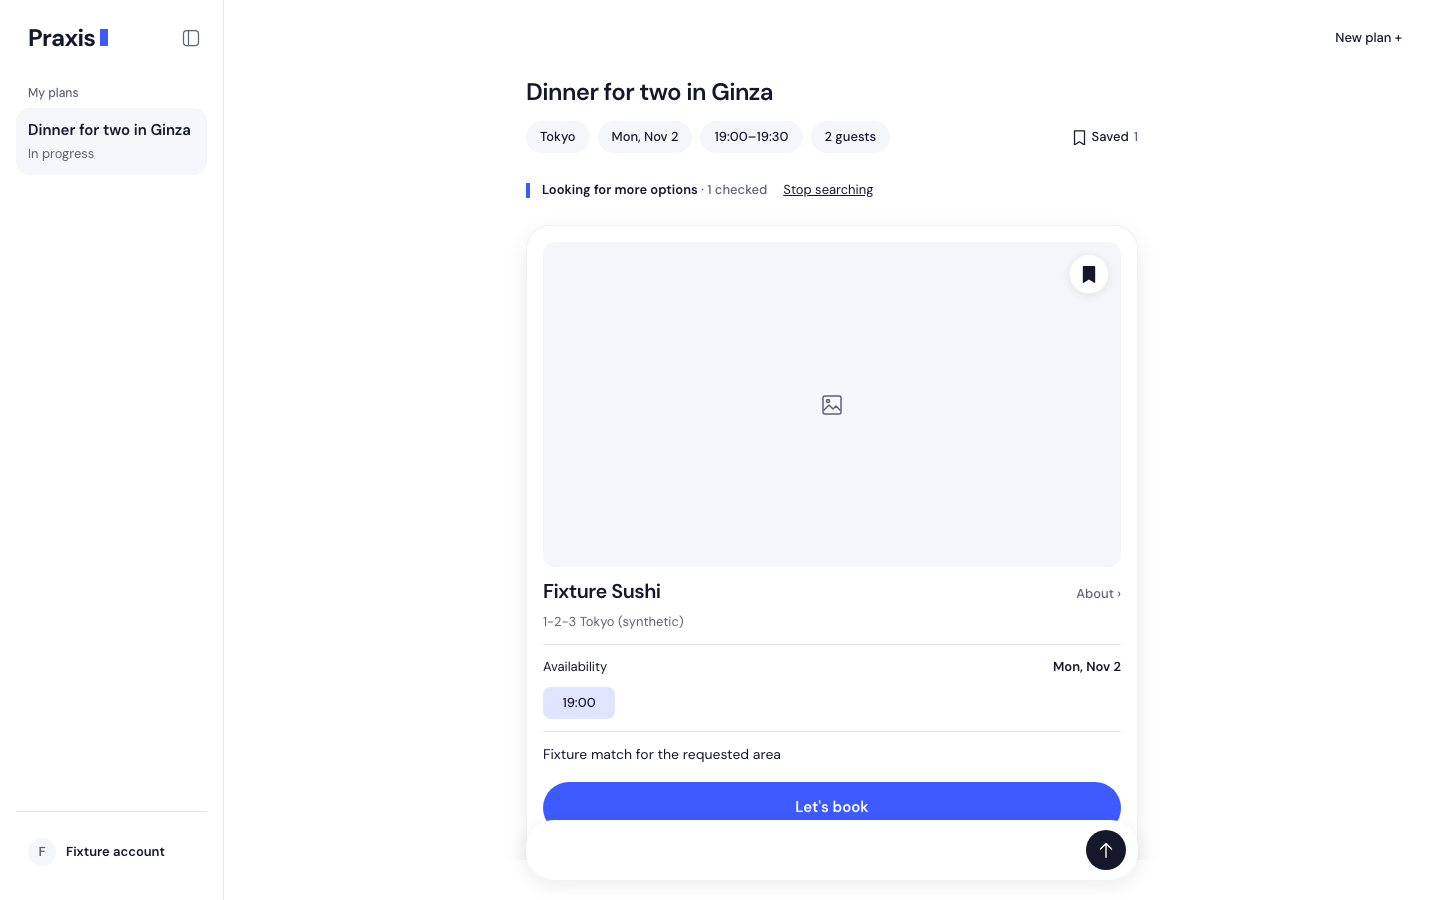 Praxis
New plan +
My plans
Dinner for two in Ginza
In progress
Dinner for two in Ginza
Tokyo
Mon, Nov 2
19:00–19:30
2 guests
Saved 1
Looking for more options · 1 checked
Stop searching
Fixture Sushi
About ›
1-2-3 Tokyo (synthetic)
Availability
Mon, Nov 2
19:00
Fixture match for the requested area
Let's book
F
Fixture account